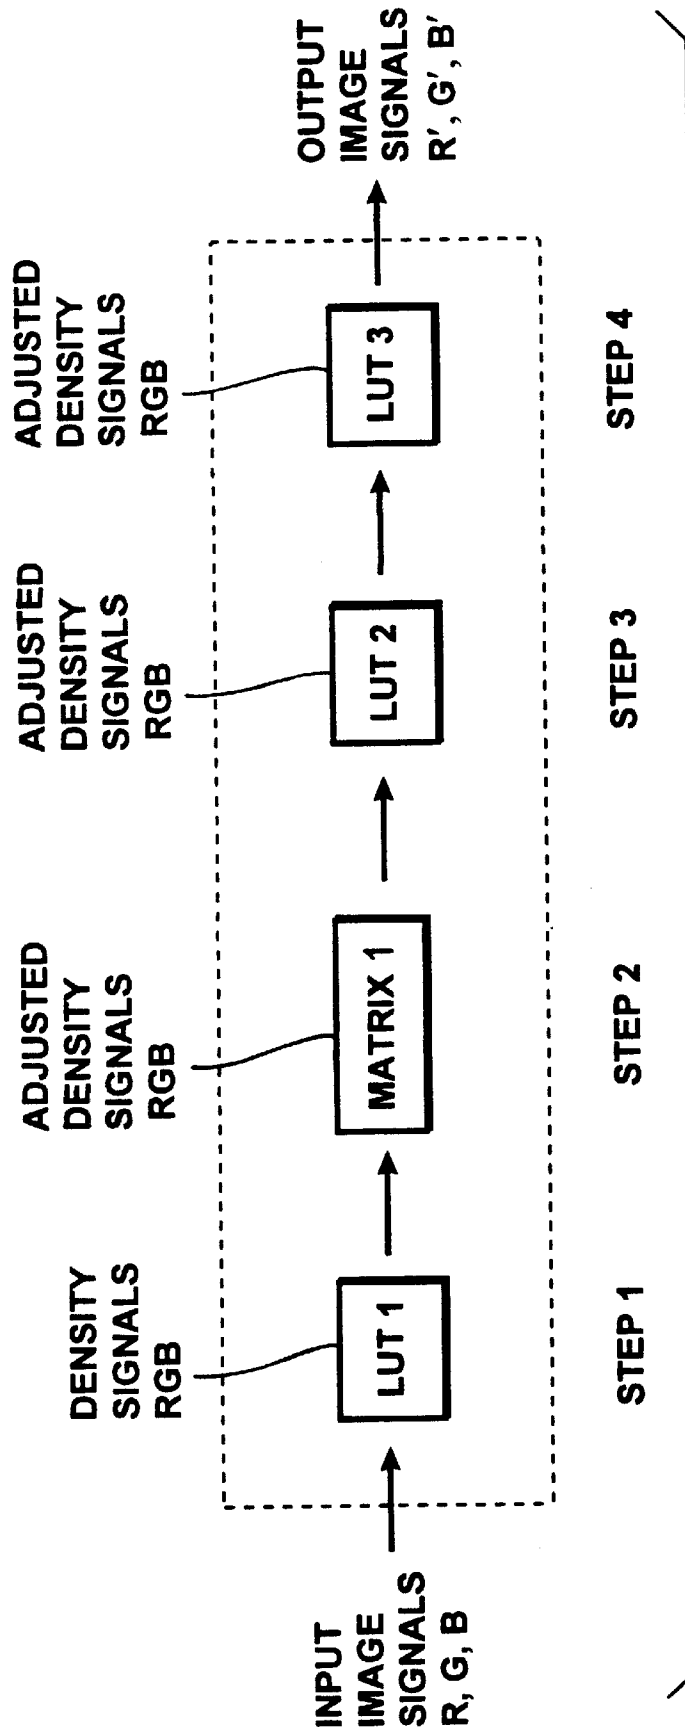 INPUT
IMAGE
SIGNALS
R, G, B
DENSITY
SIGNALS
RGB
LUT 1
STEP 1
ADJUSTED
DENSITY
SIGNALS
RGB
MATRIX 1
STEP 2
ADJUSTED
DENSITY
SIGNALS
RGB
LUT 2
STEP 3
ADJUSTED
DENSITY
SIGNALS
RGB
LUT 3
STEP 4
OUTPUT
IMAGE
SIGNALS
R', G', B'